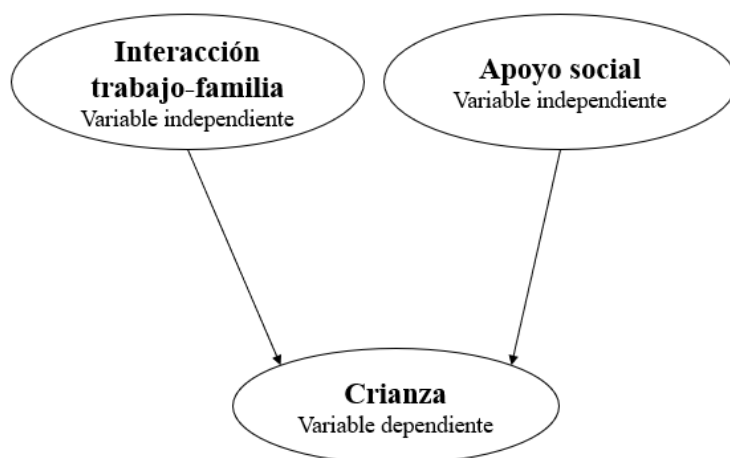 Interacción
trabajo-familia
Variable independiente
Apoyo social
Variable independiente
Crianza
Variable dependiente